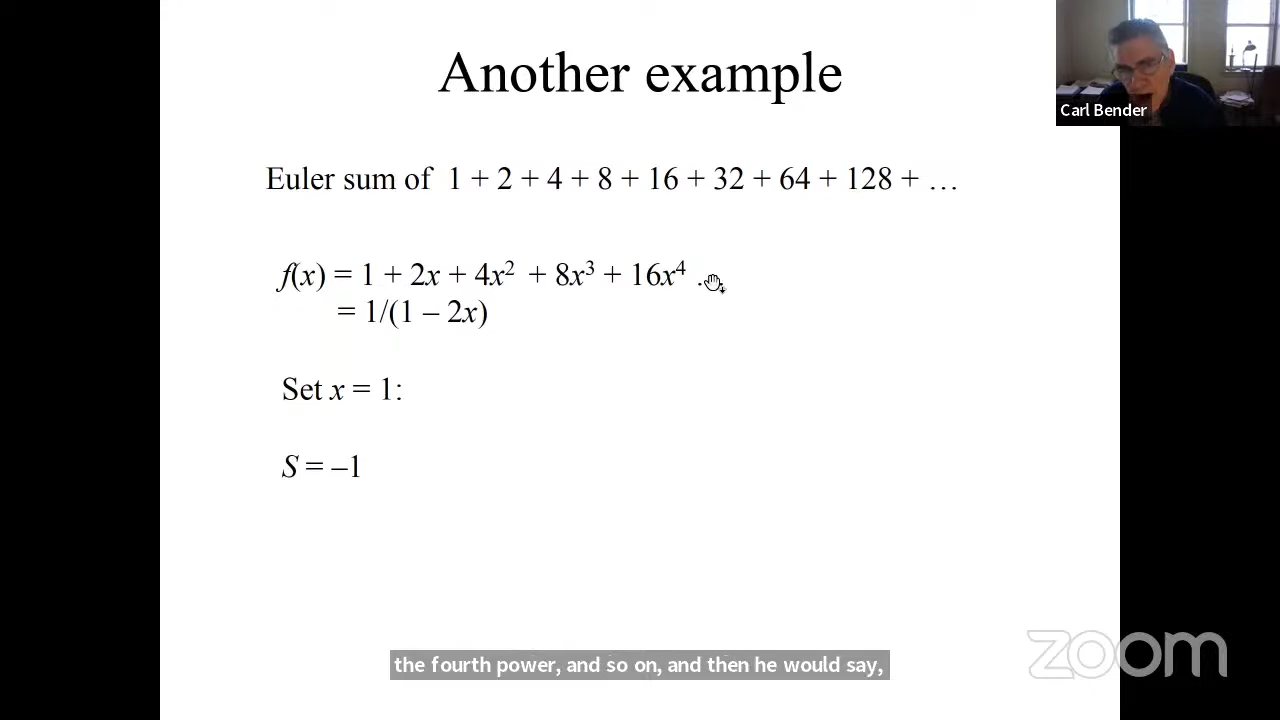 Another example
Carl Bender
Euler sum of 1 + 2 + 4 + 8 + 16 + 32 + 64 + 128 + …
f(x) = 1 + 2x + 4x² + 8x³ + 16x⁴ .
= 1/(1 – 2x)
Set x = 1:
S = –1
the fourth power, and so on, and then he would say,
zoom